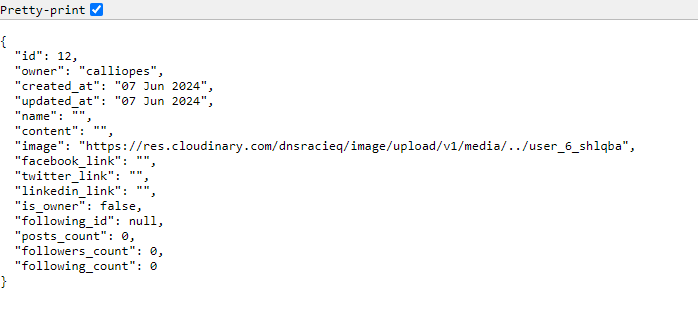 Pretty-print
{
"id": 12,
"owner": "calliopes",
"created_at": "07 Jun 2024",
"updated_at": "07 Jun 2024",
"name": "",
"content": "",
"image": "https://res.cloudinary.com/dnsracieq/image/upload/v1/media/../user_6_shlqba",
"facebook_link": "",
"twitter_link": "",
"linkedin_link": "",
"is_owner": false,
"following_id": null,
"posts_count": 0,
"followers_count": 0,
"following_count": 0
}